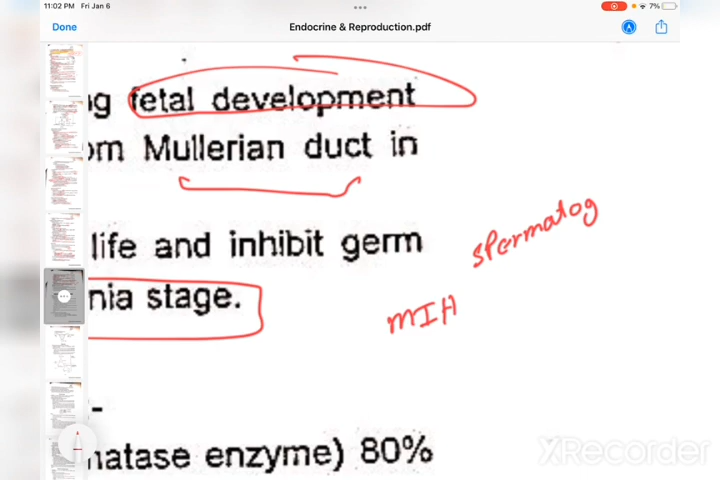 11:02 PM Fri Jan 6
7%
Done
Endocrine & Reproduction.pdf
fetal development
Mullerian duct in
life and inhibit germ
spermatog
nia stage.
MIH
natase enzyme) 80%
XRecorder